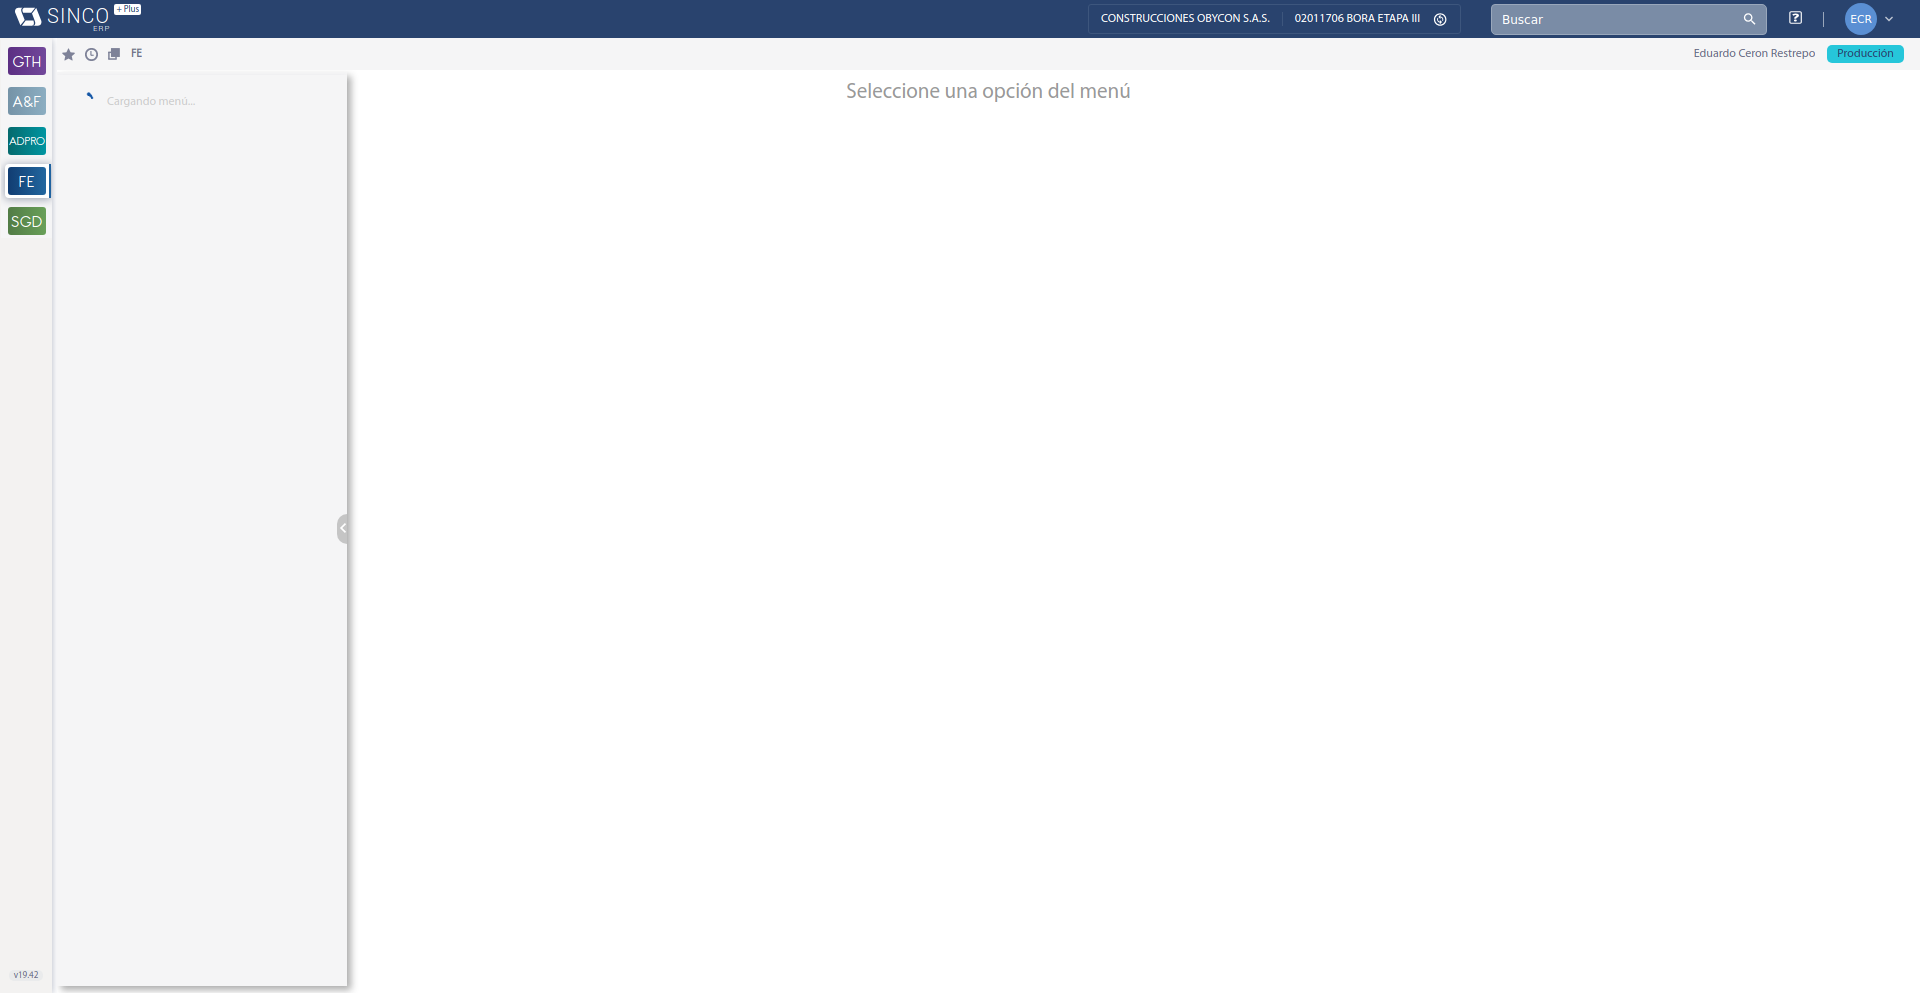 SINCO
ERP
+ Plus
CONSTRUCCIONES OBYCON S.A.S.
02011706 BORA ETAPA III
Buscar
ECR
GTH
A&F
ADPRO
FE
SGD
FE
Eduardo Ceron Restrepo
Producción
Cargando menú...
Seleccione una opción del menú
v19.42